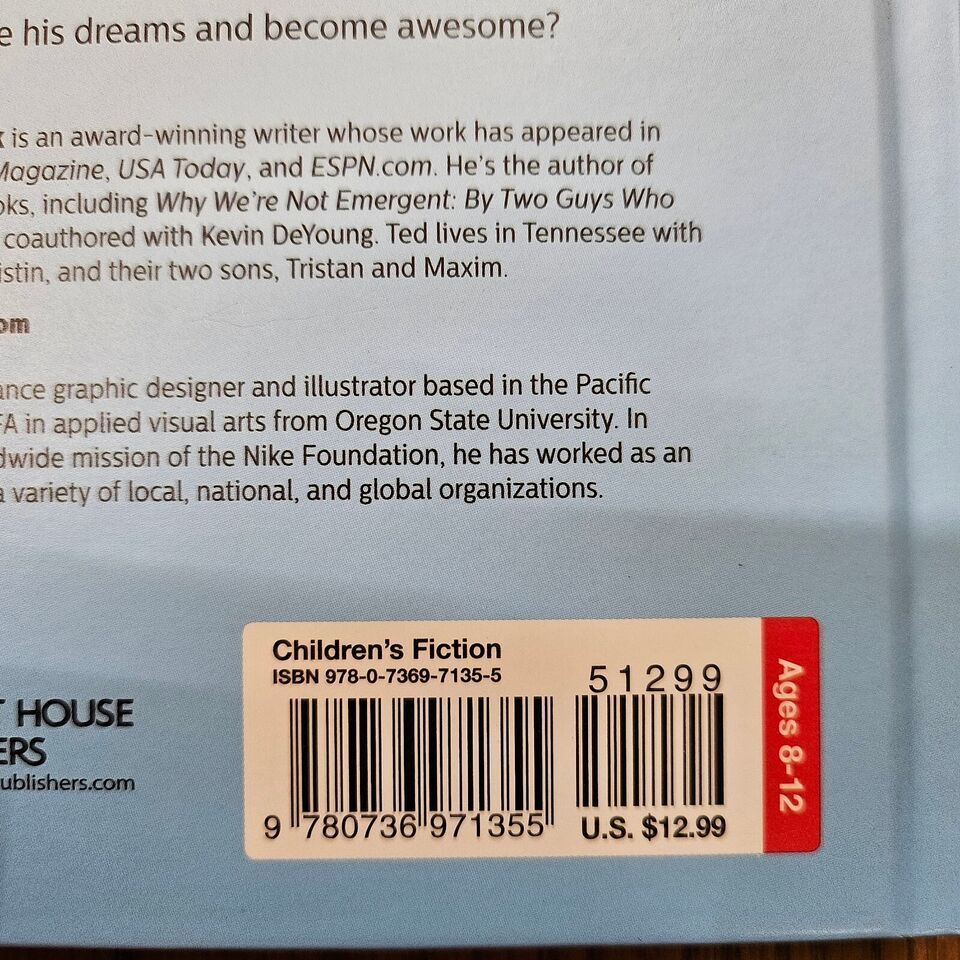 e his dreams and become awesome?
is an award-winning writer whose work has appeared in
Magazine, USA Today, and ESPN.com. He's the author of
oks, including Why We're Not Emergent: By Two Guys Who
coauthored with Kevin DeYoung. Ted lives in Tennessee with
istin, and their two sons, Tristan and Maxim.
om
ance graphic designer and illustrator based in the Pacific
FA in applied visual arts from Oregon State University. In
dwide mission of the Nike Foundation, he has worked as an
a variety of local, national, and global organizations.
T HOUSE
ERS
ublishers.com
Children's Fiction
ISBN 978-0-7369-7135-5
51299
9 780736 971355
U.S. $12.99
Ages 8-12